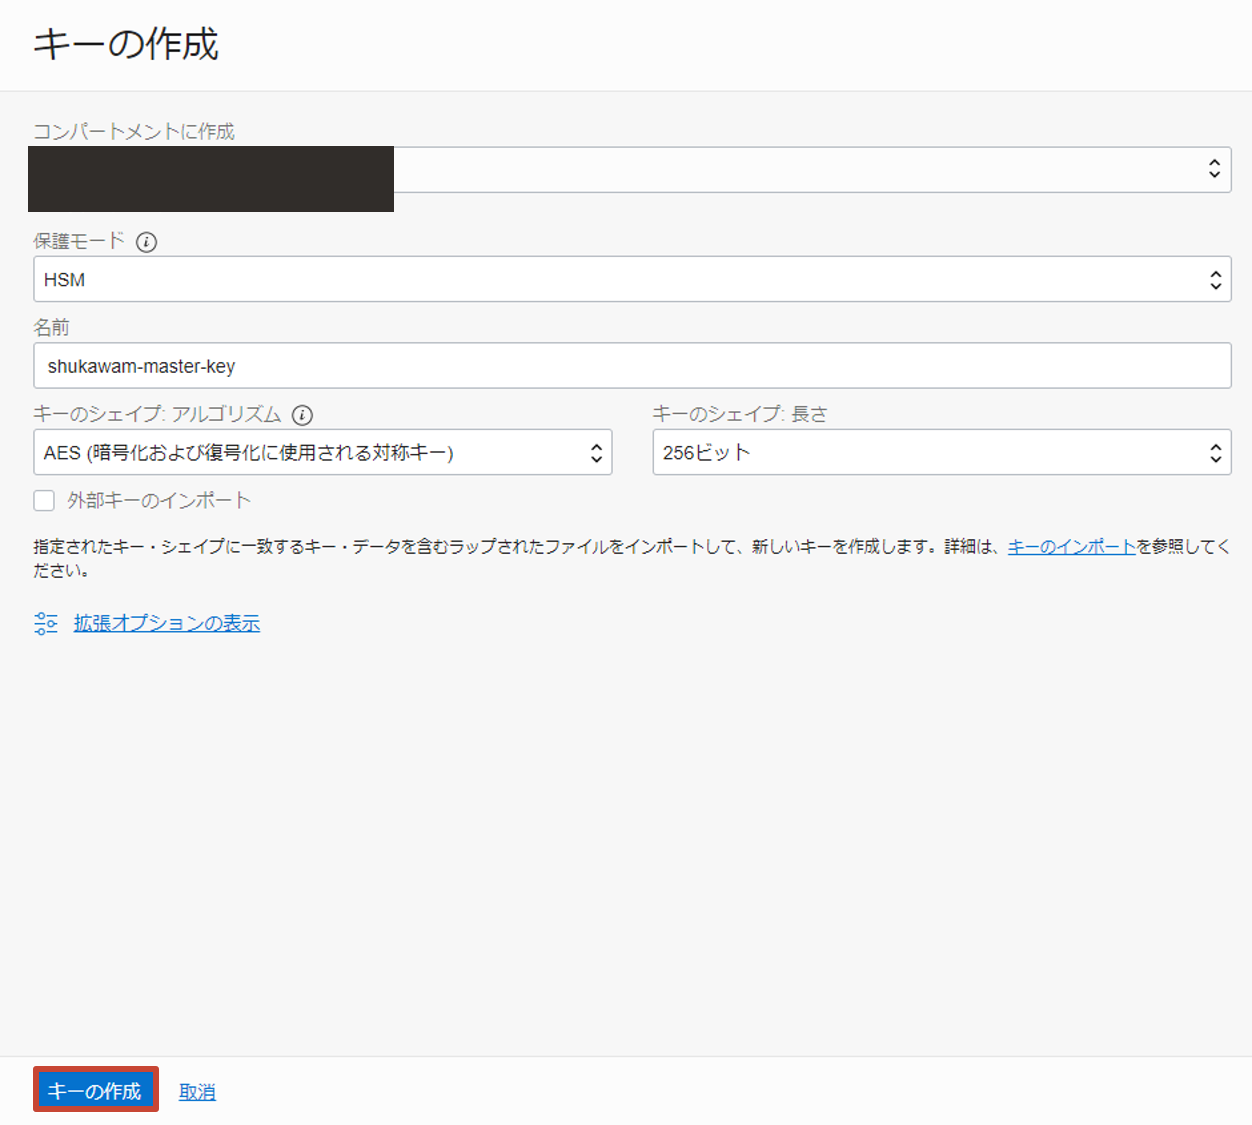 キーの作成
コンパートメントに作成
保護モード
HSM
名前
shukawam-master-key
キーのシェイプ: アルゴリズム
キーのシェイプ: 長さ
AES (暗号化および復号化に使用される対称キー)
256ビット
外部キーのインポート
指定されたキー・シェイプに一致するキー・データを含むラップされたファイルをインポートして、新しいキーを作成します。詳細は、キーのインポートを参照してく
ださい。
拡張オプションの表示
キーの作成
取消